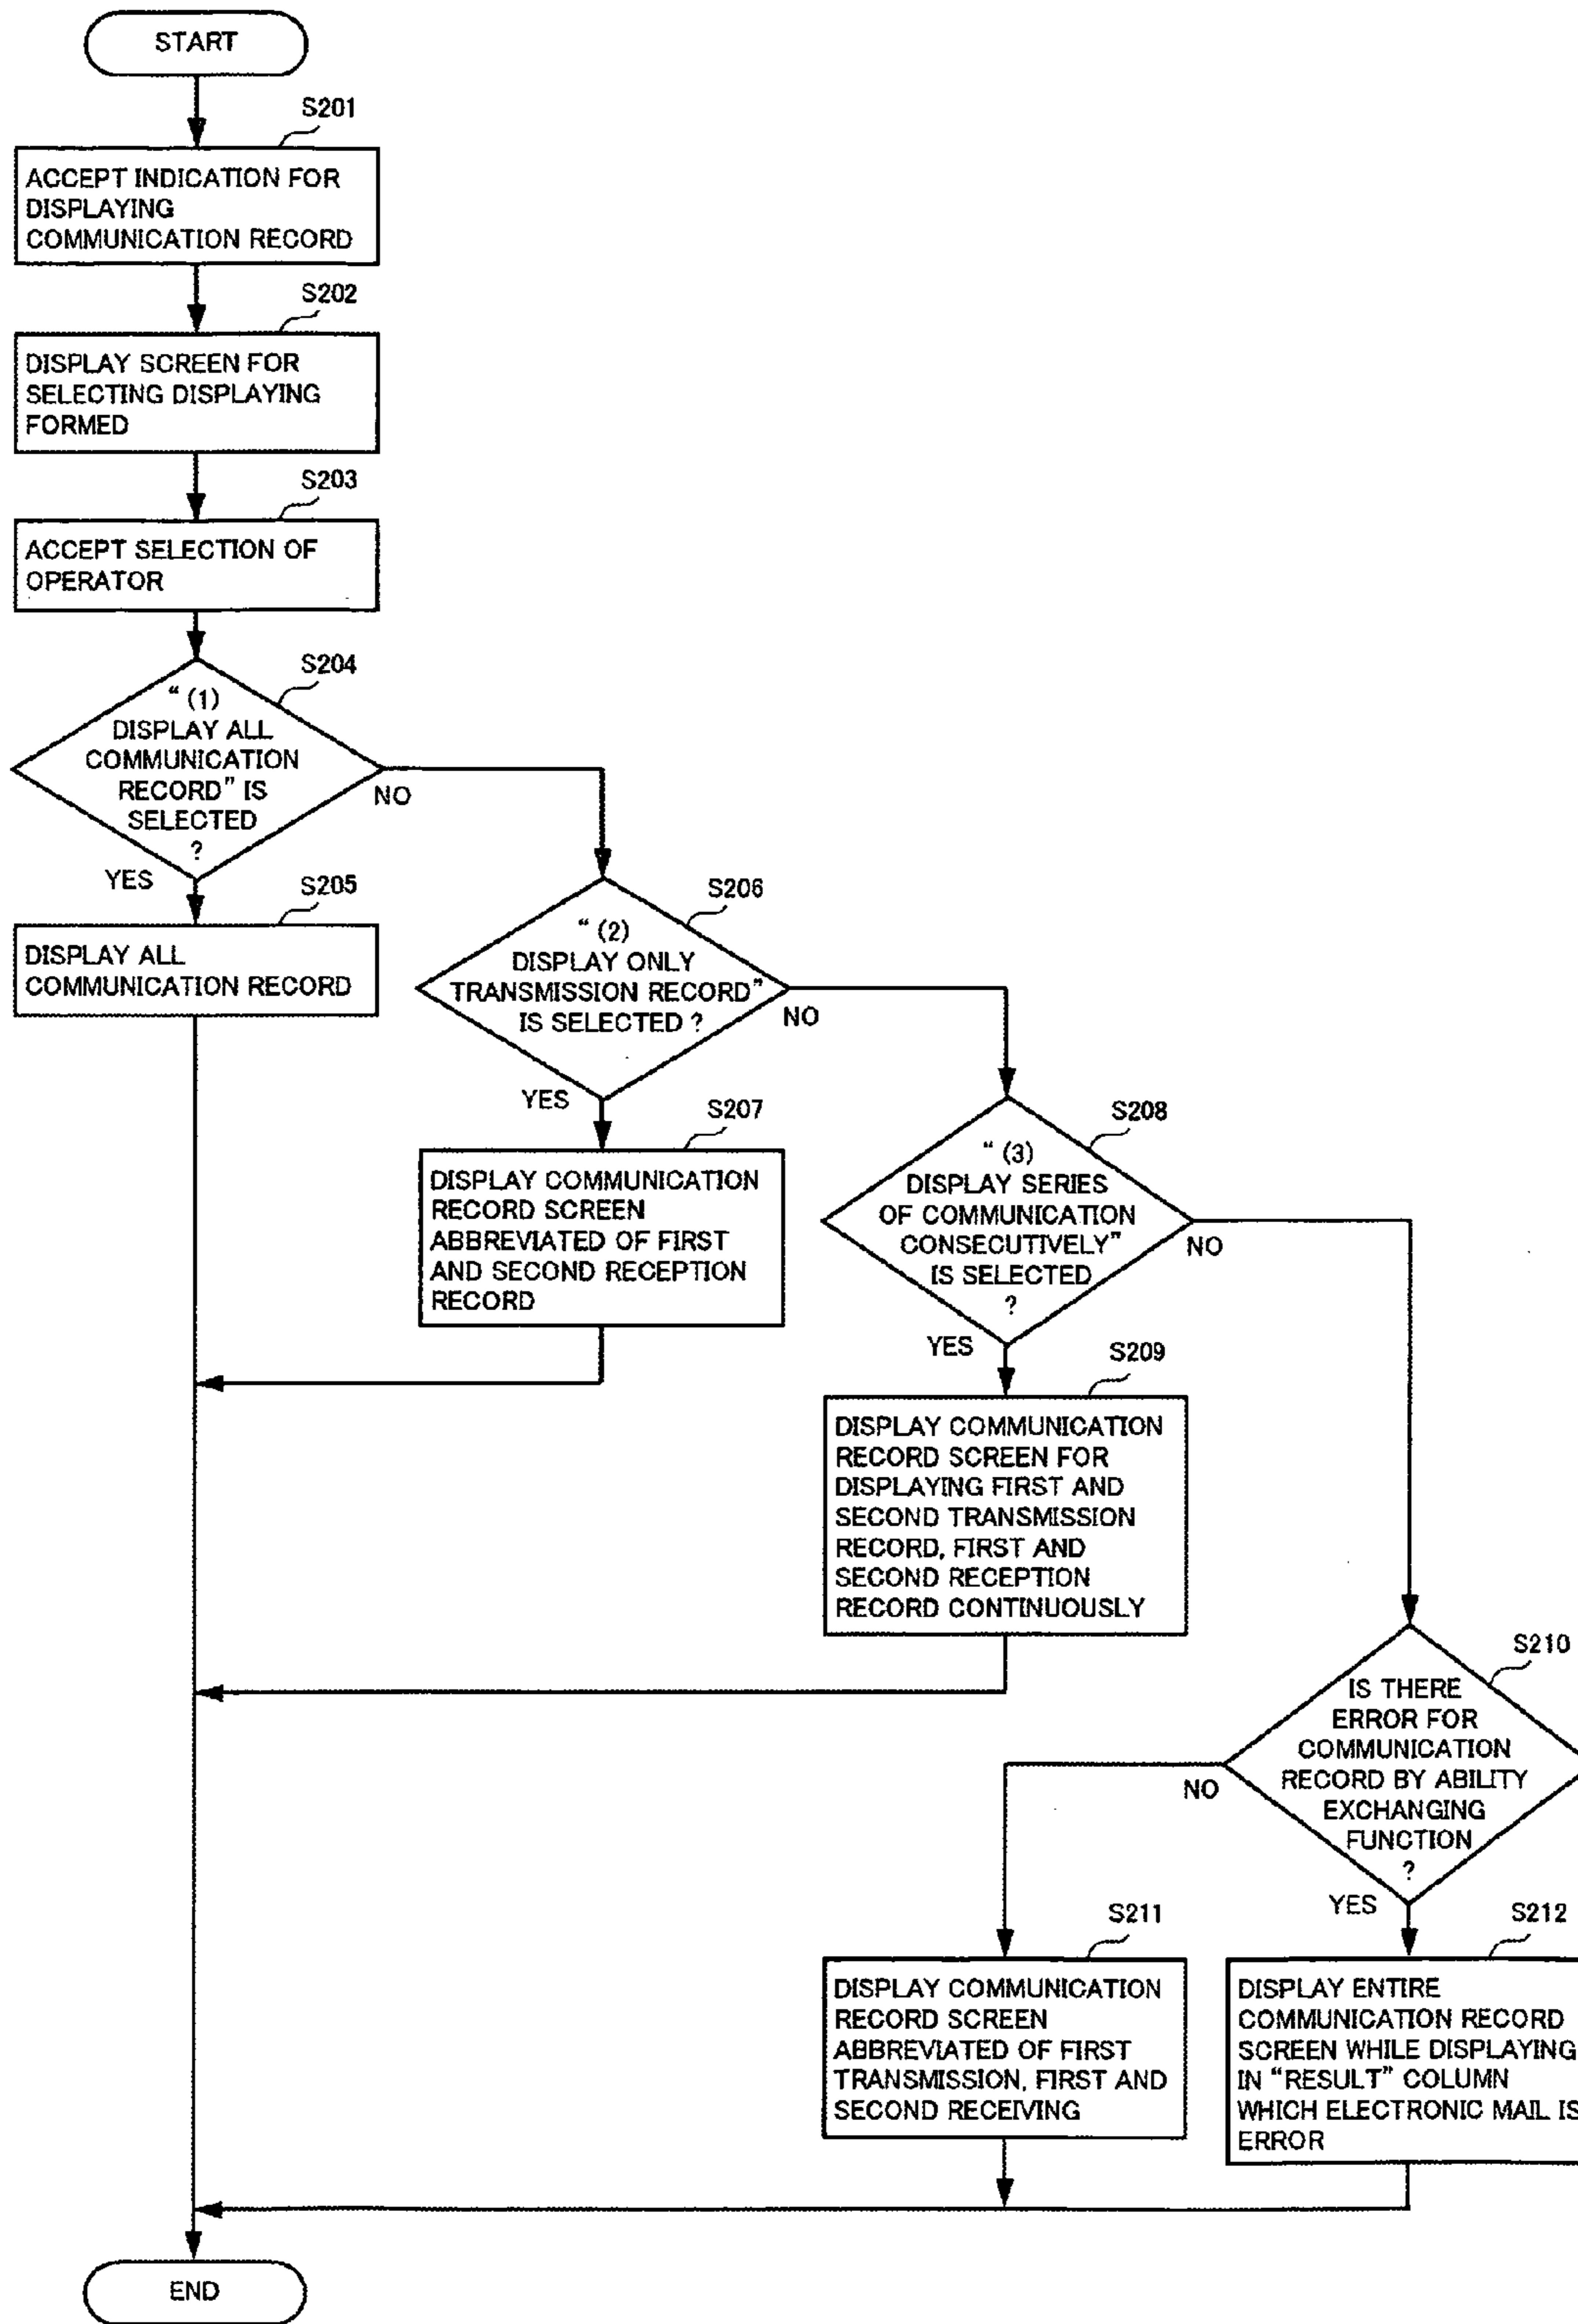 START
S201
ACCEPT INDICATION FOR
DISPLAYING
COMMUNICATION RECORD
S202
DISPLAY SCREEN FOR
SELECTING DISPLAYING
FORMED
S203
ACCEPT SELECTION OF
OPERATOR
S204
“ (1)
DISPLAY ALL
COMMUNICATION
RECORD” IS
SELECTED
?
NO
YES
S205
DISPLAY ALL
COMMUNICATION RECORD
S206
“ (2)
DISPLAY ONLY
TRANSMISSION RECORD”
IS SELECTED ?
NO
YES
S207
DISPLAY COMMUNICATION
RECORD SCREEN
ABBREVIATED OF FIRST
AND SECOND RECEPTION
RECORD
S208
“ (3)
DISPLAY SERIES
OF COMMUNICATION
CONSECUTIVELY”
IS SELECTED
?
NO
YES
S209
DISPLAY COMMUNICATION
RECORD SCREEN FOR
DISPLAYING FIRST AND
SECOND TRANSMISSION
RECORD, FIRST AND
SECOND RECEPTION
RECORD CONTINUOUSLY
S210
IS THERE
ERROR FOR
COMMUNICATION
RECORD BY ABILITY
EXCHANGING
FUNCTION
?
NO
YES
S211
DISPLAY COMMUNICATION
RECORD SCREEN
ABBREVIATED OF FIRST
TRANSMISSION, FIRST AND
SECOND RECEIVING
S212
DISPLAY ENTIRE
COMMUNICATION RECORD
SCREEN WHILE DISPLAYING
IN “RESULT” COLUMN
WHICH ELECTRONIC MAIL IS
ERROR
END